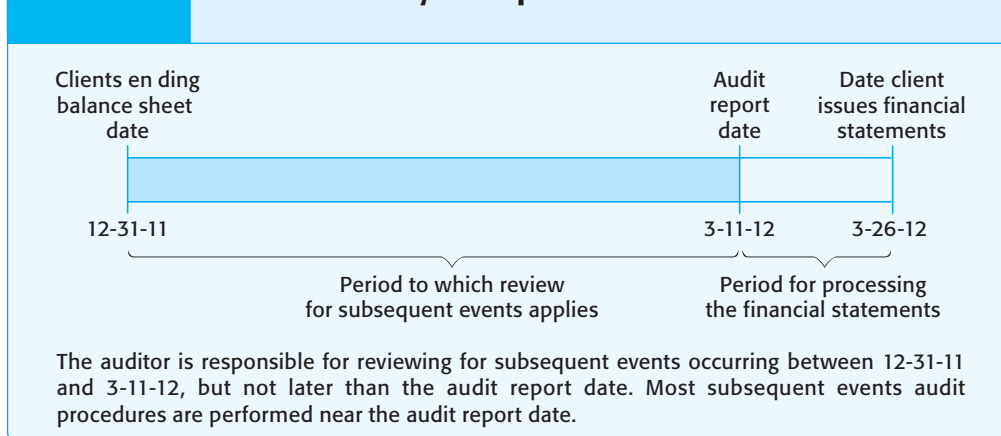 Clients en ding
balance sheet
date
Audit
report
date
Date client
issues financial
statements
12-31-11
3-11-12
3-26-12
Period to which review
for subsequent events applies
Period for processing
the financial statements
The auditor is responsible for reviewing for subsequent events occurring between 12-31-11
and 3-11-12, but not later than the audit report date. Most subsequent events audit
procedures are performed near the audit report date.